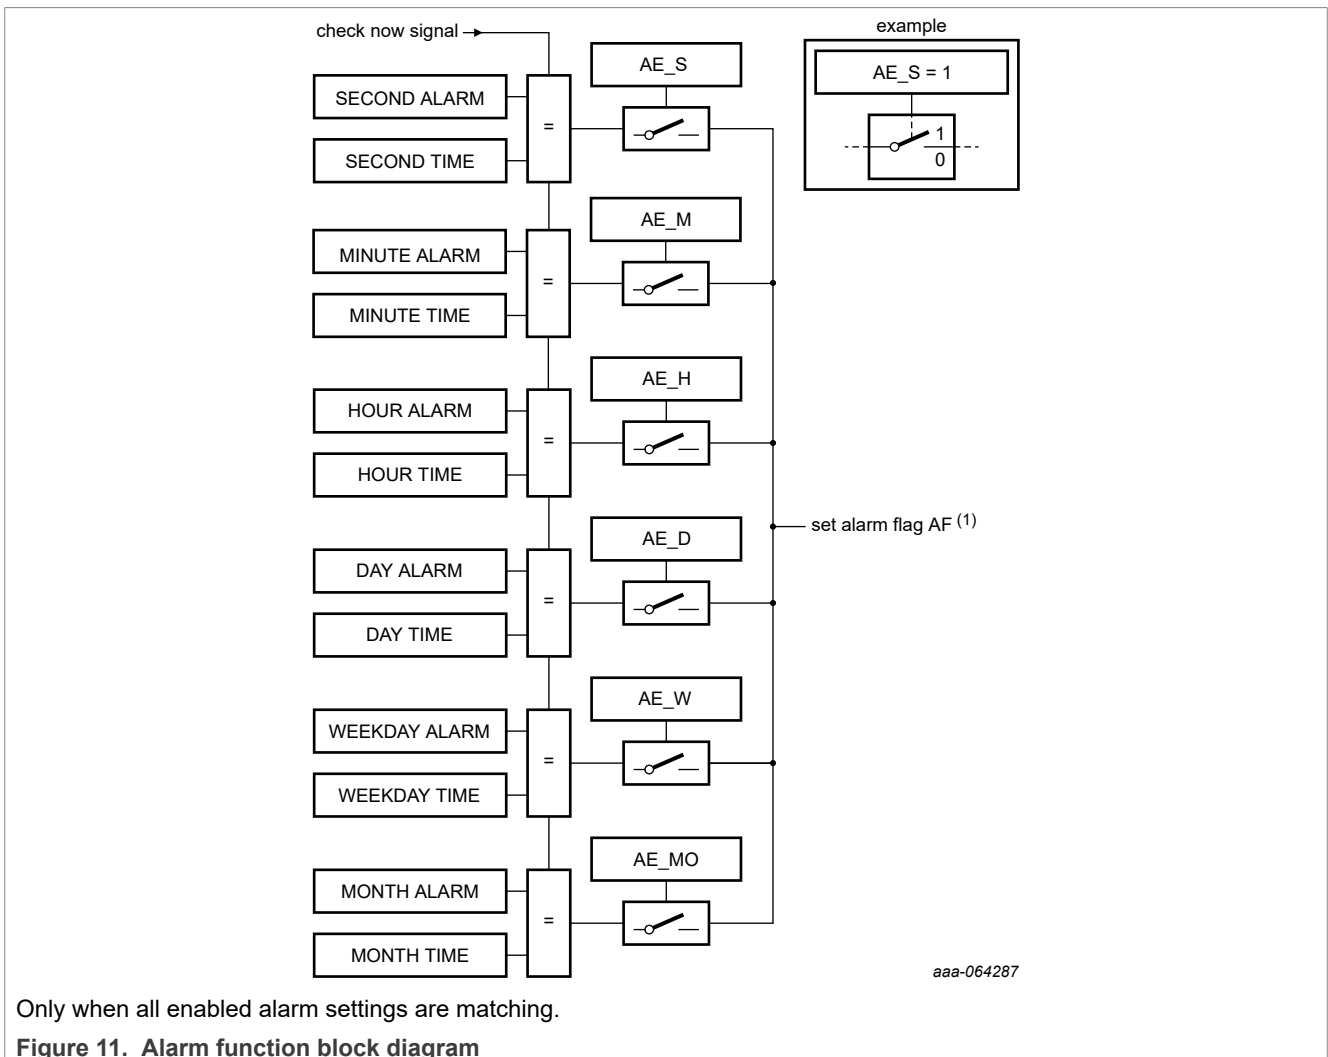 check now signal
example
AE_S
AE_S = 1
SECOND ALARM
=
SECOND TIME
1
0
AE_M
MINUTE ALARM
=
MINUTE TIME
AE_H
HOUR ALARM
=
HOUR TIME
set alarm flag AF (1)
AE_D
DAY ALARM
=
DAY TIME
AE_W
WEEKDAY ALARM
=
WEEKDAY TIME
AE_MO
MONTH ALARM
=
MONTH TIME
aaa-064287
Only when all enabled alarm settings are matching.
Figure 11. Alarm function block diagram